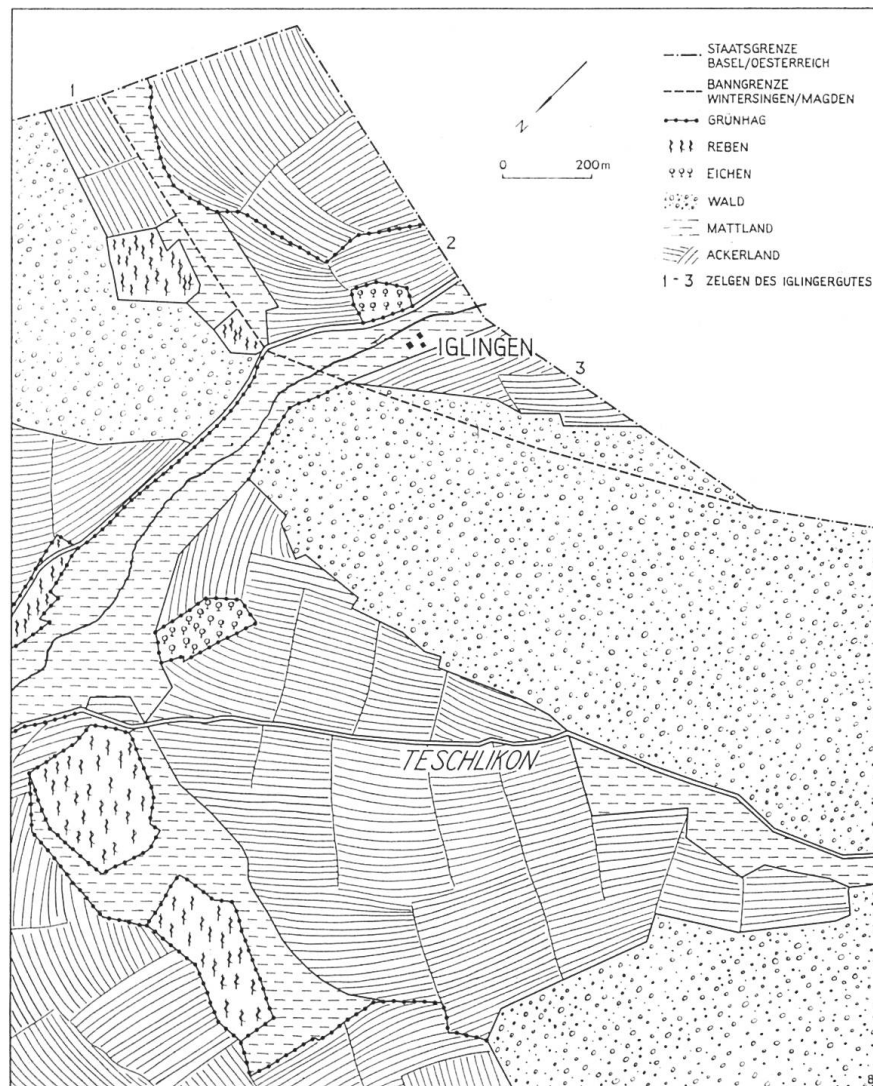 STAATSGRENZE
BASEL/OESTERREICH
BANNGRENZE
WINTERSINGEN/MAGDEN
GRÜNHAG
REBEN
EICHEN
WALD
MATTLAND
ACKERLAND
1 - 3 ZELGEN DES IGLINGERGUTES
N
0 200m
1
2
IGLINGEN
3
TESCHLIKON
8